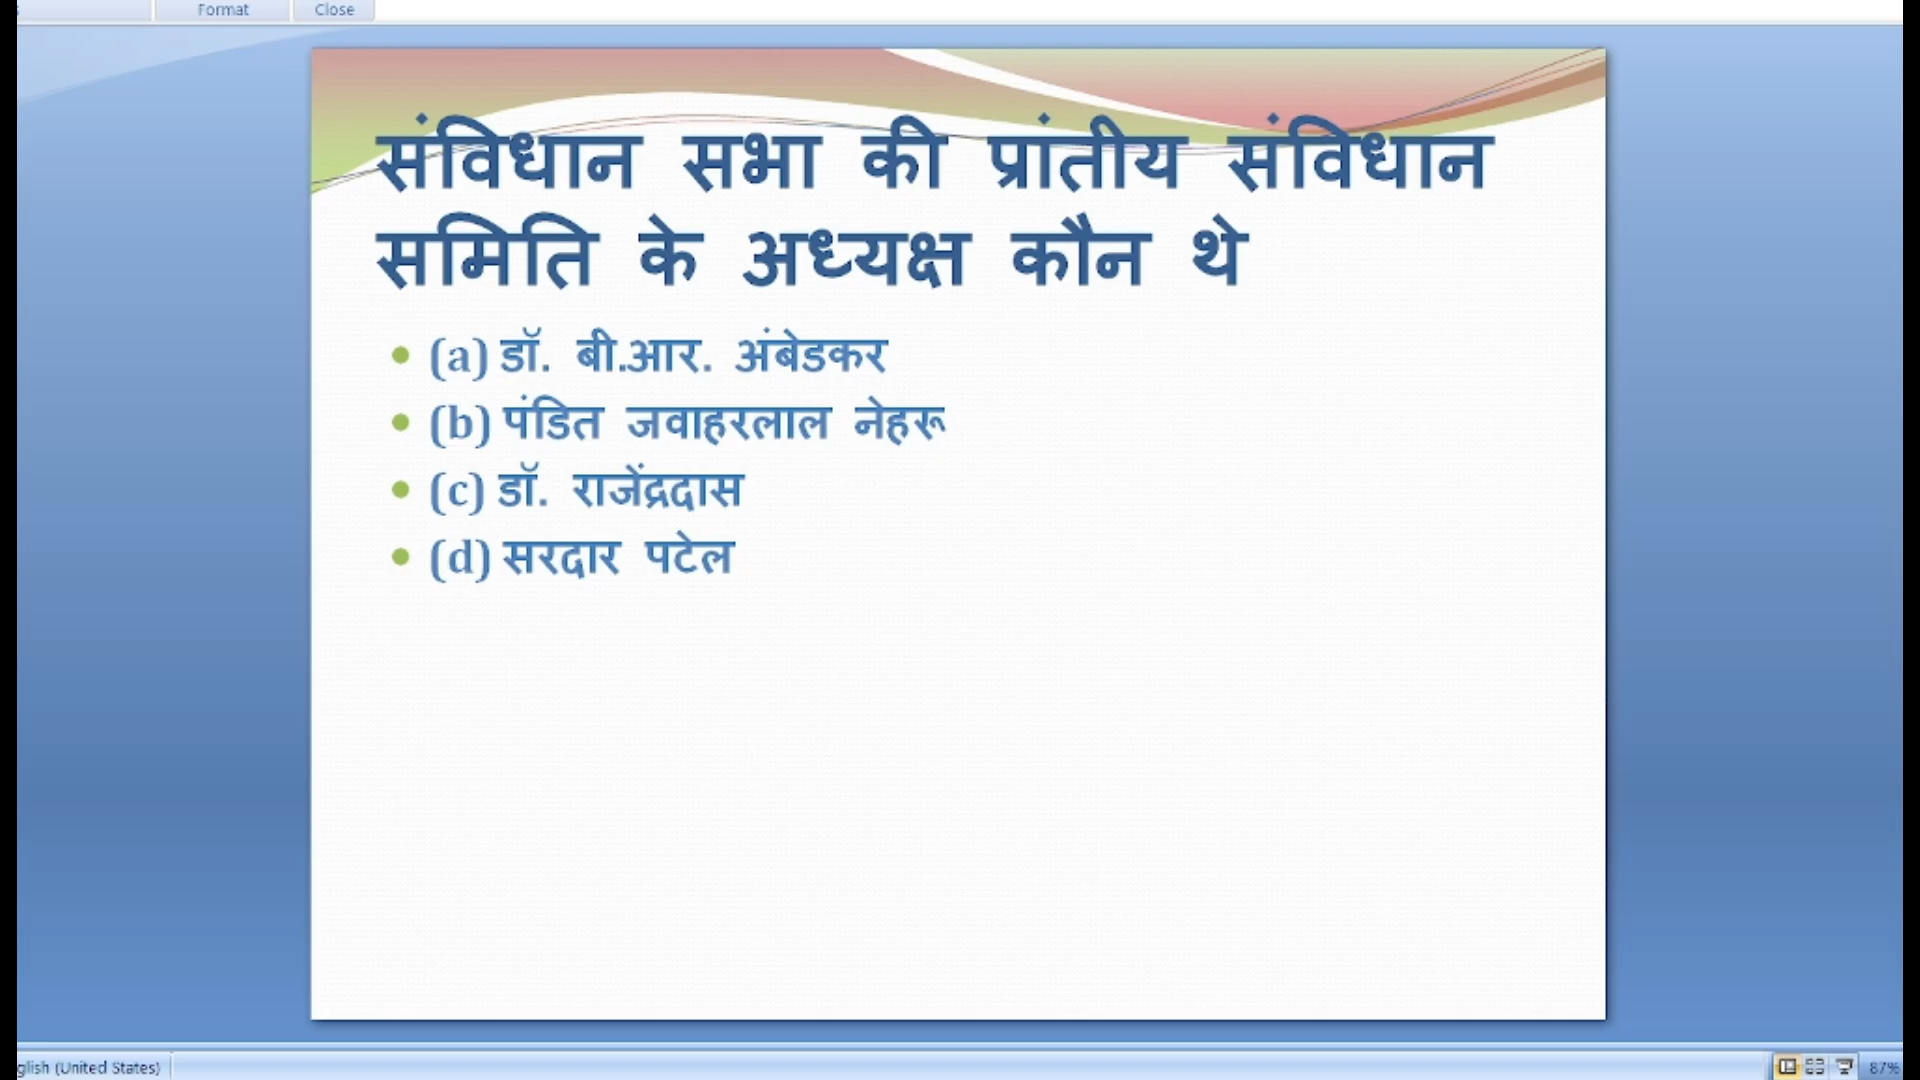 Format Close
संविधान सभा की प्रांतीय संविधान
समिति के अध्यक्ष कौन थे
(a) डॉ. बी.आर. अंबेडकर
(b) पंडित जवाहरलाल नेहरू
(c) डॉ. राजेंद्रदास
(d) सरदार पटेल
glish (United States) 87%